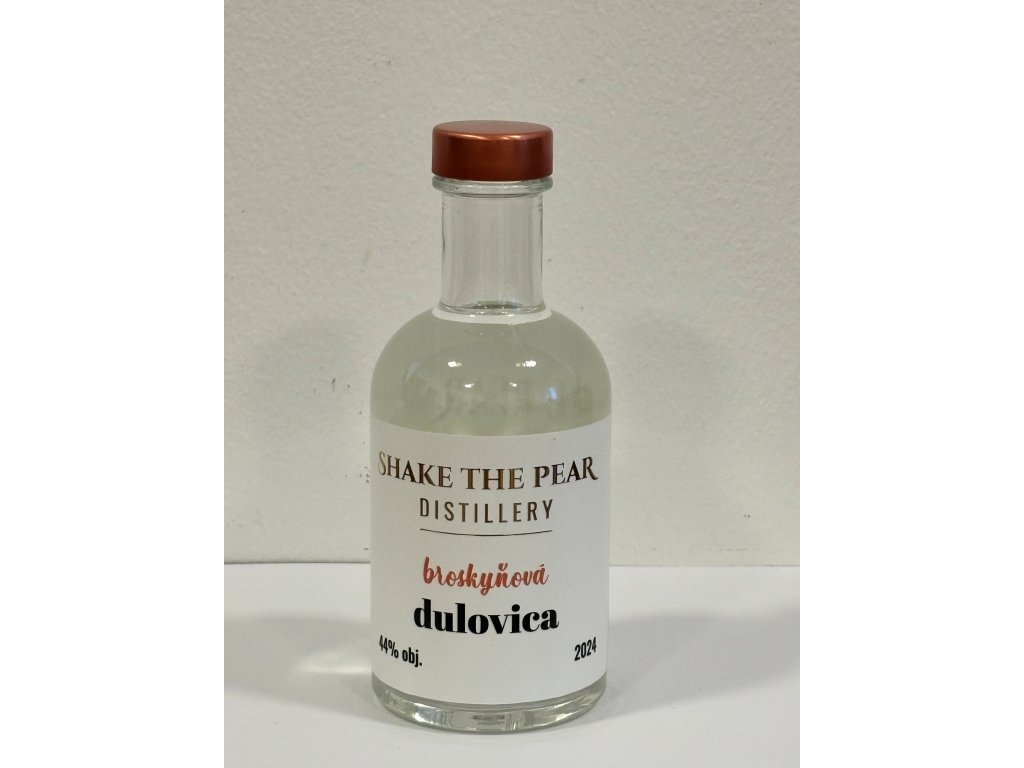 SHAKE THE PEAR
DISTILLERY
broskyňová
dulovica
44% obj.
2024